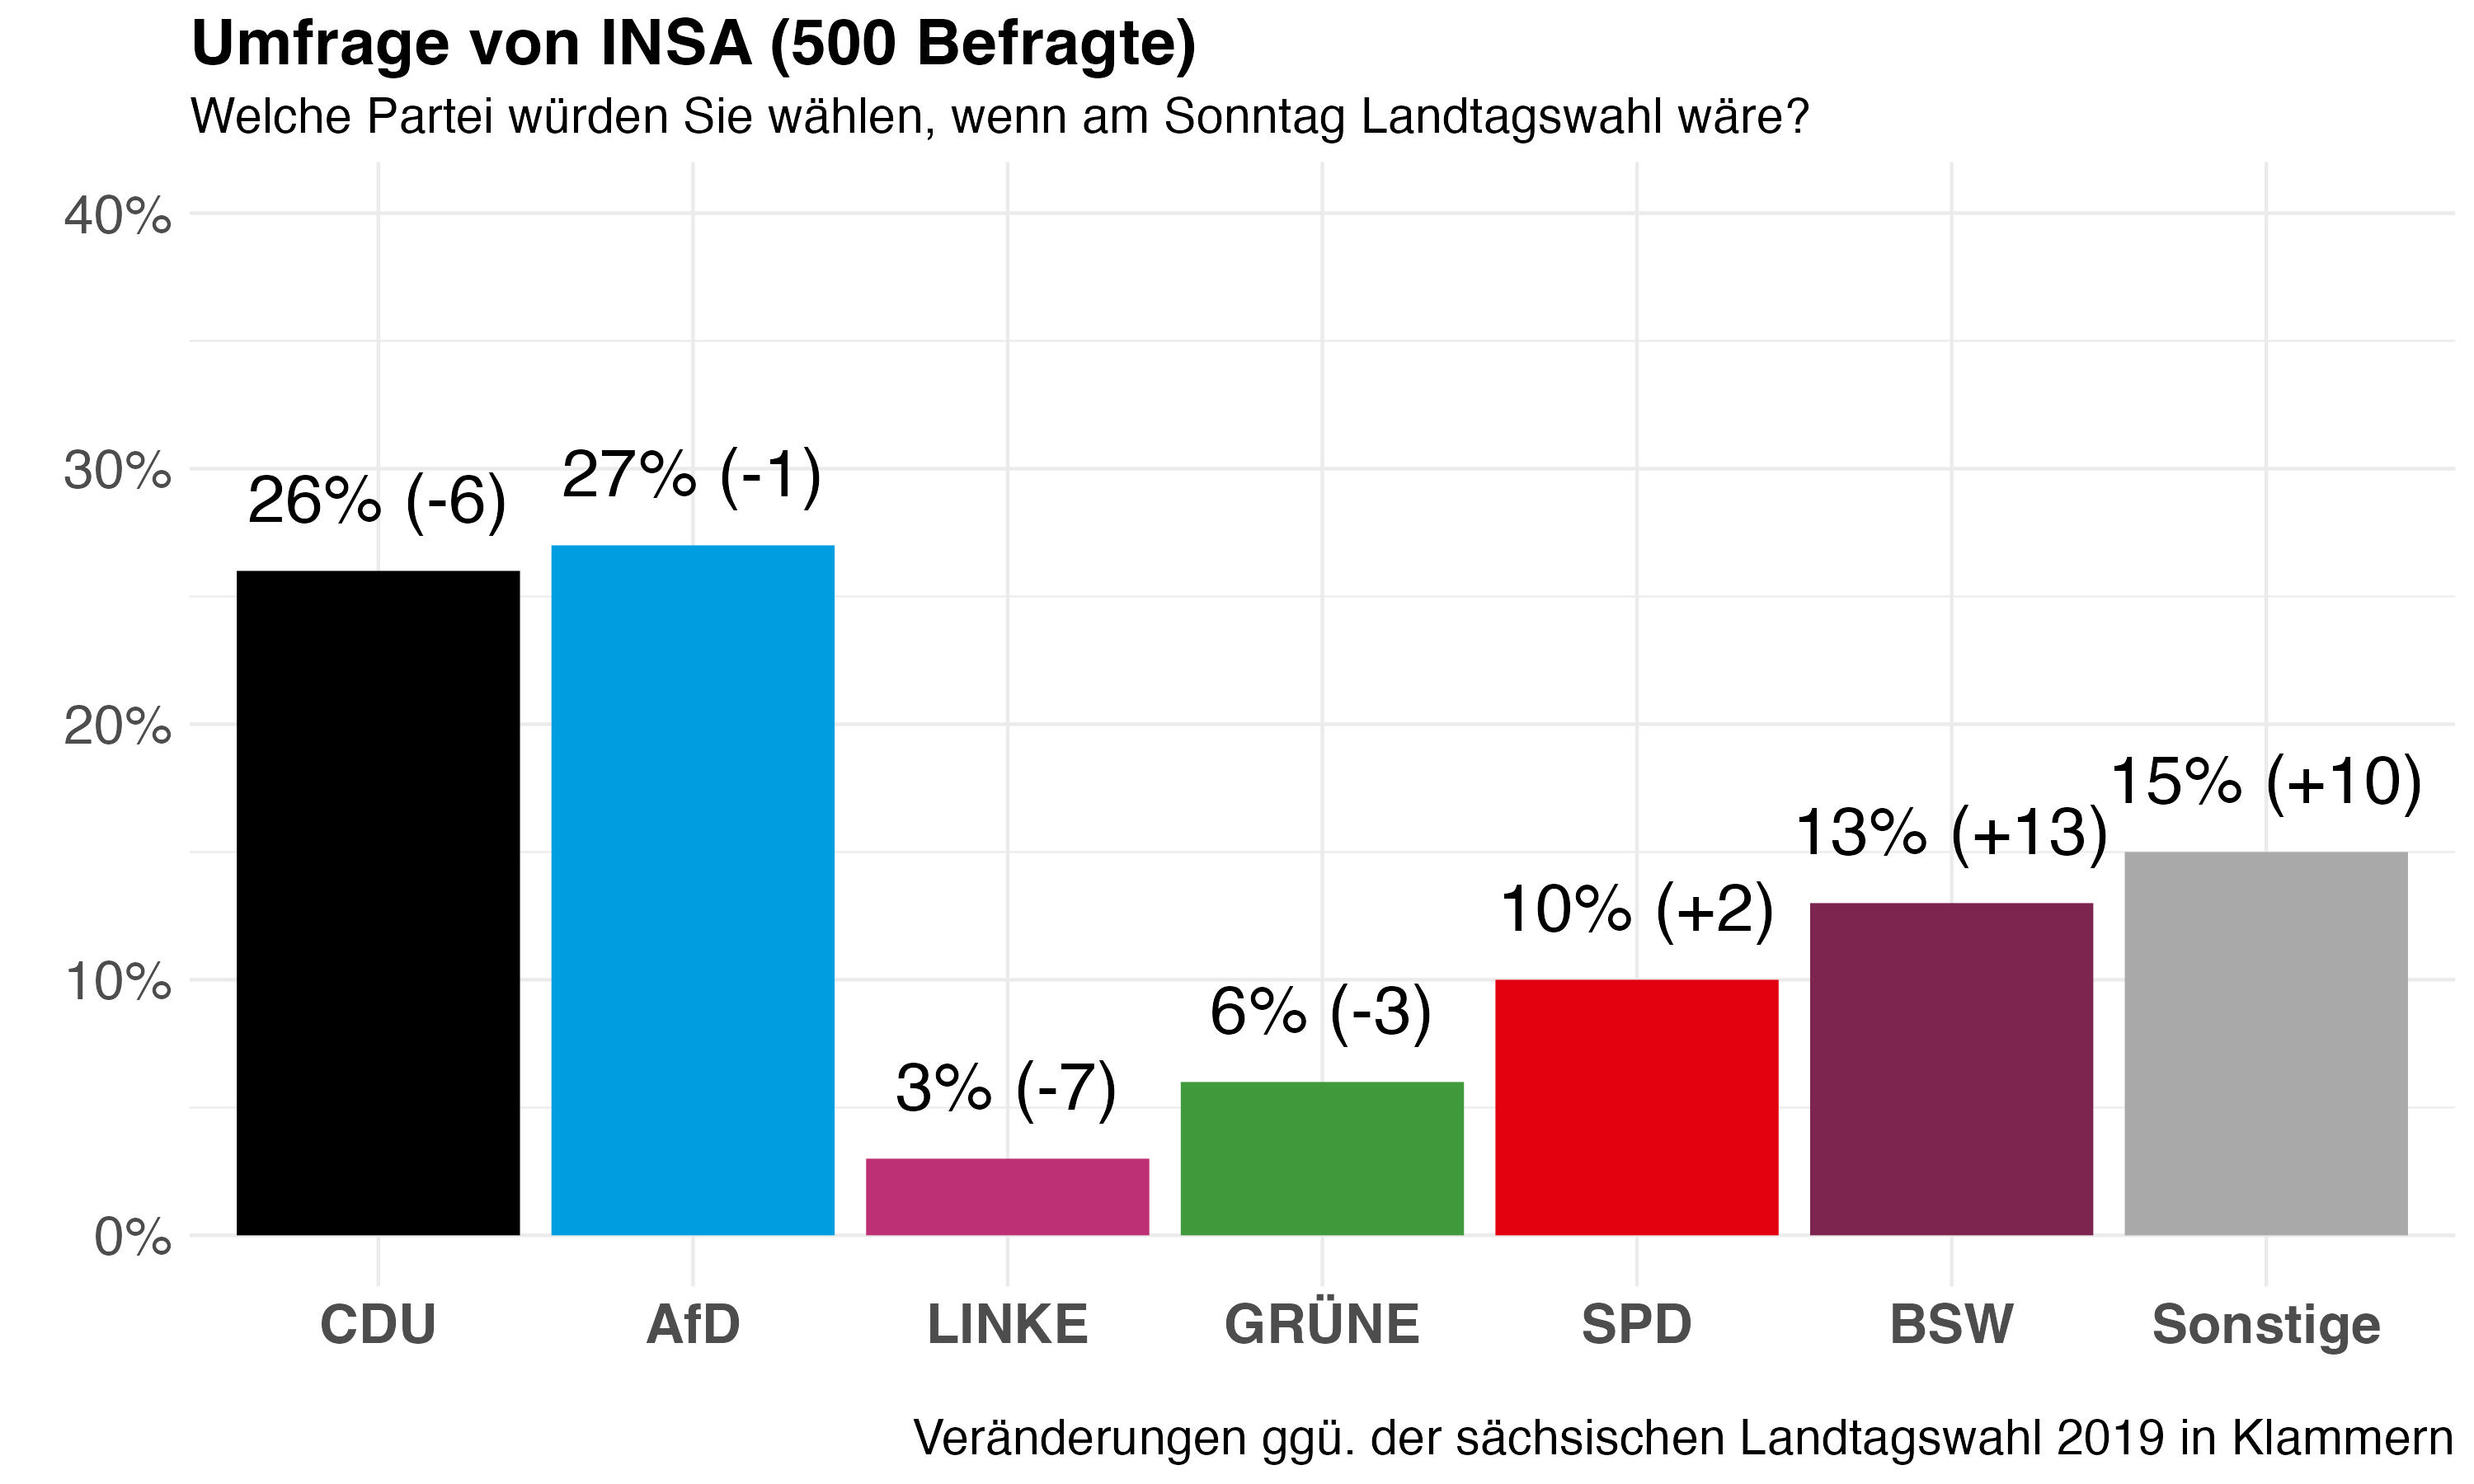 Umfrage von INSA (500 Befragte)
Welche Partei würden Sie wählen, wenn am Sonntag Landtagswahl wäre?
40%
30%
20%
10%
0%
26% (-6)
27% (-1)
3% (-7)
6% (-3)
10% (+2)
13% (+13)
15% (+10)
CDU
AfD
LINKE
GRÜNE
SPD
BSW
Sonstige
Veränderungen ggü. der sächsischen Landtagswahl 2019 in Klammern